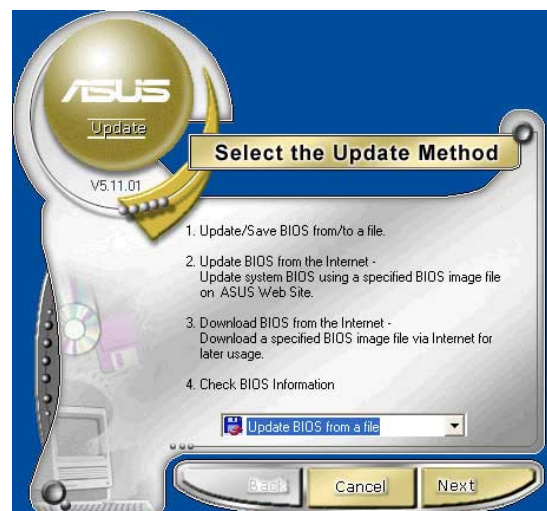 ASUS
Update
V5.11.01
Select the Update Method
1. Update/Save BIOS from/to a file.
2. Update BIOS from the Internet -
Update system BIOS using a specified BIOS image file
on ASUS Web Site.
3. Download BIOS from the Internet -
Download a specified BIOS image file via Internet for
later usage.
4. Check BIOS Information
Update BIOS from a file
Back
Cancel
Next